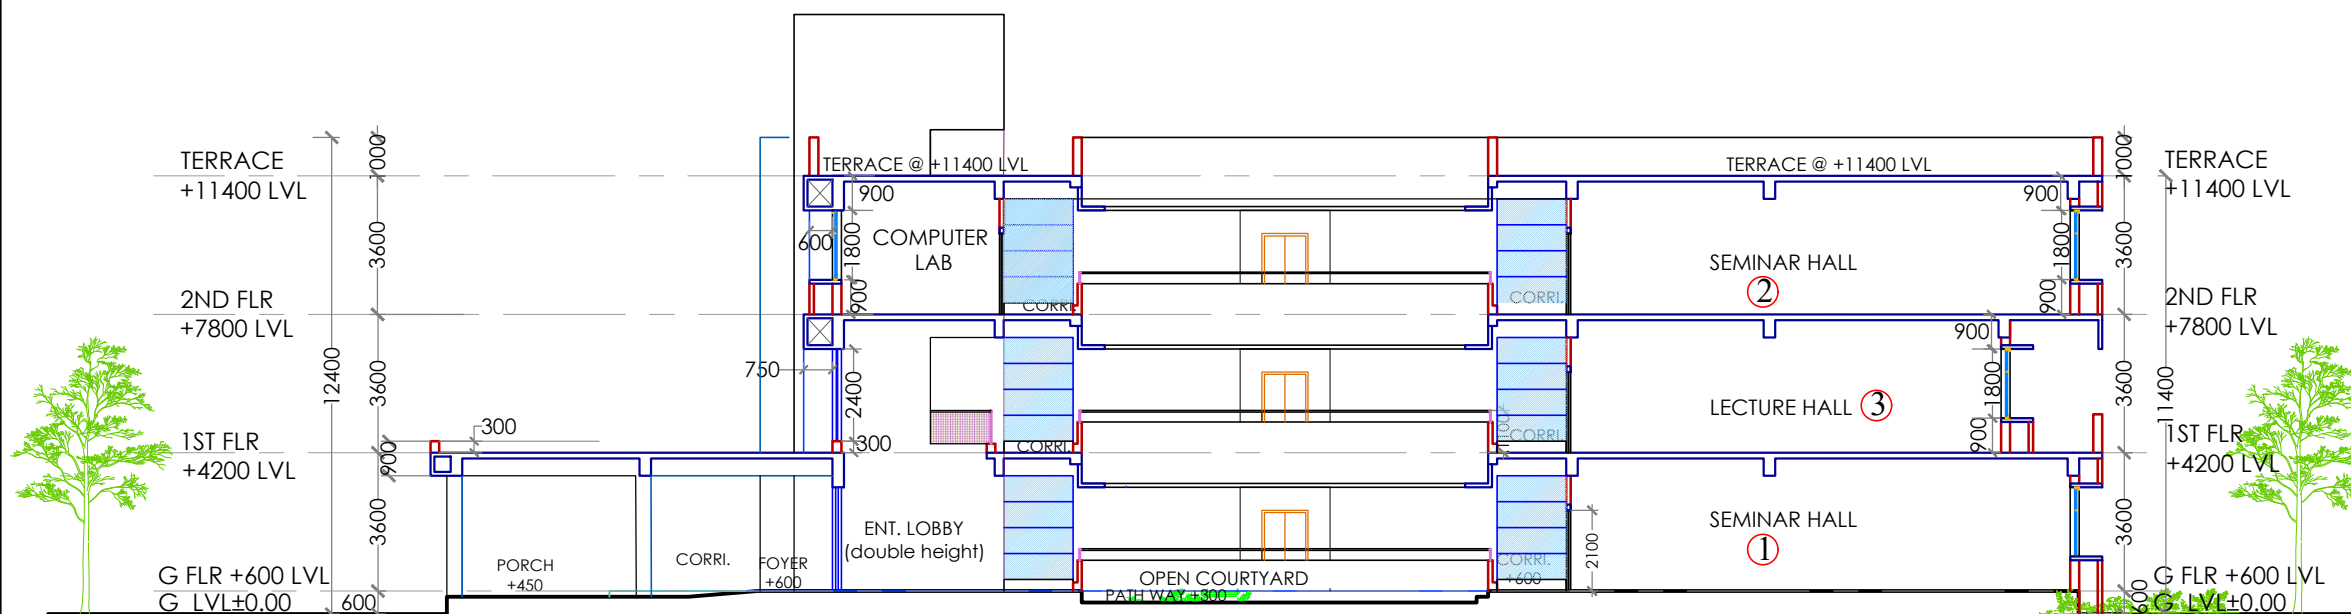 TERRACE
+11400 LVL
2ND FLR
+7800 LVL
1ST FLR
+4200 LVL
G FLR +600 LVL
G LVL±0.00
12400
1000
3600
3600
900
3600
600
300
TERRACE @ +11400 LVL
900
600
1800
COMPUTER
LAB
900
CORRI.
750
2400
300
CORRI.
ENT. LOBBY
(double height)
PORCH
+450
CORRI.
FOYER
+600
OPEN COURTYARD
PATH WAY +300
TERRACE @ +11400 LVL
CORRI.
SEMINAR HALL
2
900
1800
900
CORRI.
LECTURE HALL 3
900
1800
900
CORRI.
+600
2100
SEMINAR HALL
1
1000
3600
3600
3600
600
11400
TERRACE
+11400 LVL
2ND FLR
+7800 LVL
1ST FLR
+4200 LVL
G FLR +600 LVL
G LVL±0.00